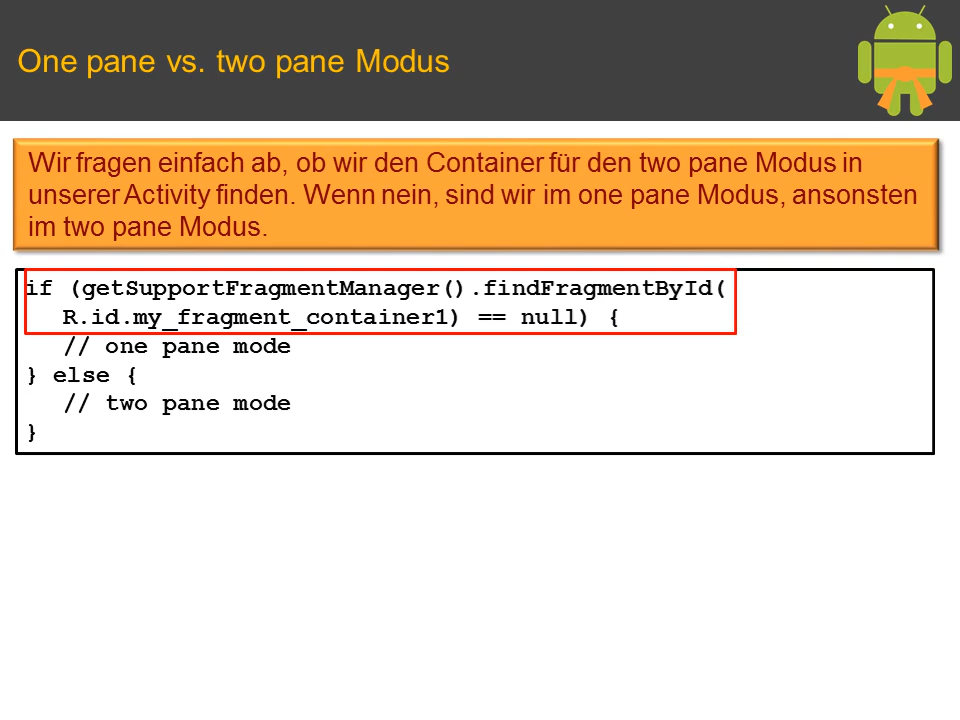 One pane vs. two pane Modus
Wir fragen einfach ab, ob wir den Container für den two pane Modus in
unserer Activity finden. Wenn nein, sind wir im one pane Modus, ansonsten
im two pane Modus.
if (getSupportFragmentManager().findFragmentById(
R.id.my_fragment_container1) == null) {
// one pane mode
} else {
// two pane mode
}